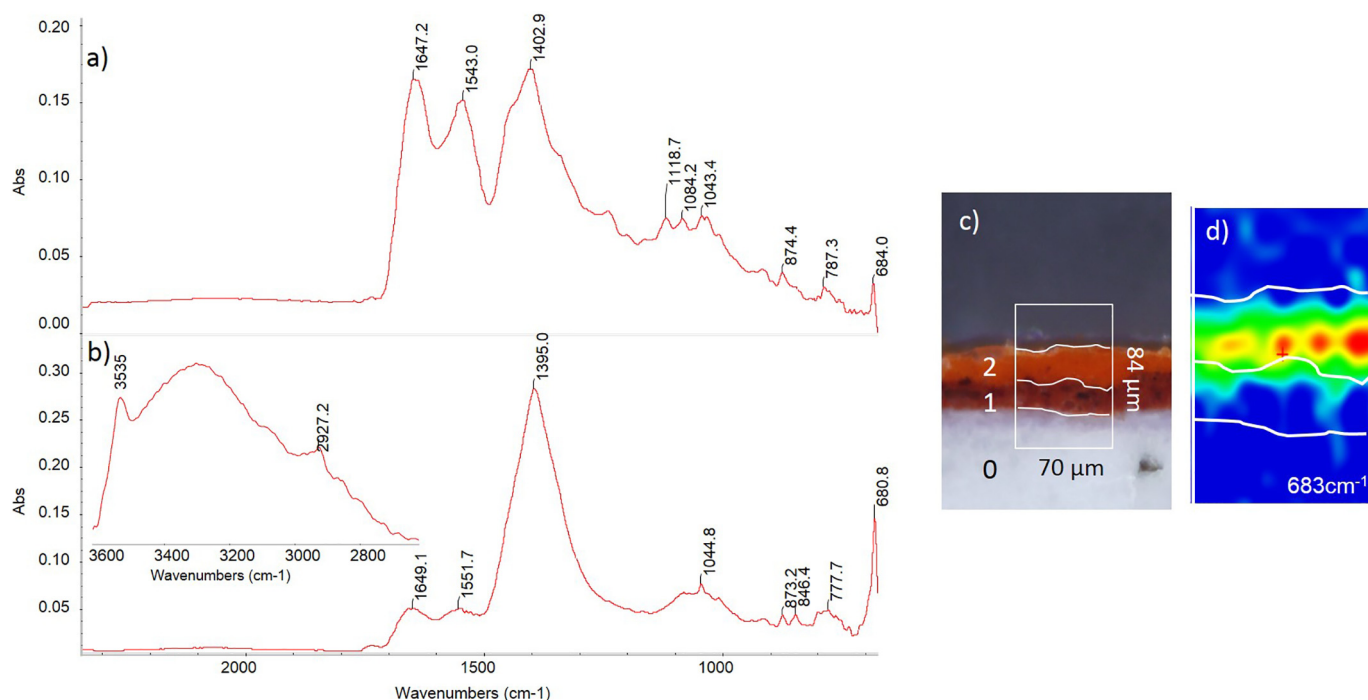 a)
Abs
0.20
0.15
0.10
0.05
0.00
1647.2
1543.0
1402.9
1118.7
1084.2
1043.4
874.4
787.3
684.0
b)
Abs
0.30
0.25
0.20
0.15
0.10
0.05
3535
2927.2
3600 3400 3200 3000 2800
Wavenumbers (cm-1)
1649.1
1551.7
1395.0
1044.8
873.2
846.4
777.7
680.8
2000 1500 1000
Wavenumbers (cm-1)
c)
2
1
0
84 µm
70 µm
d)
683cm-1